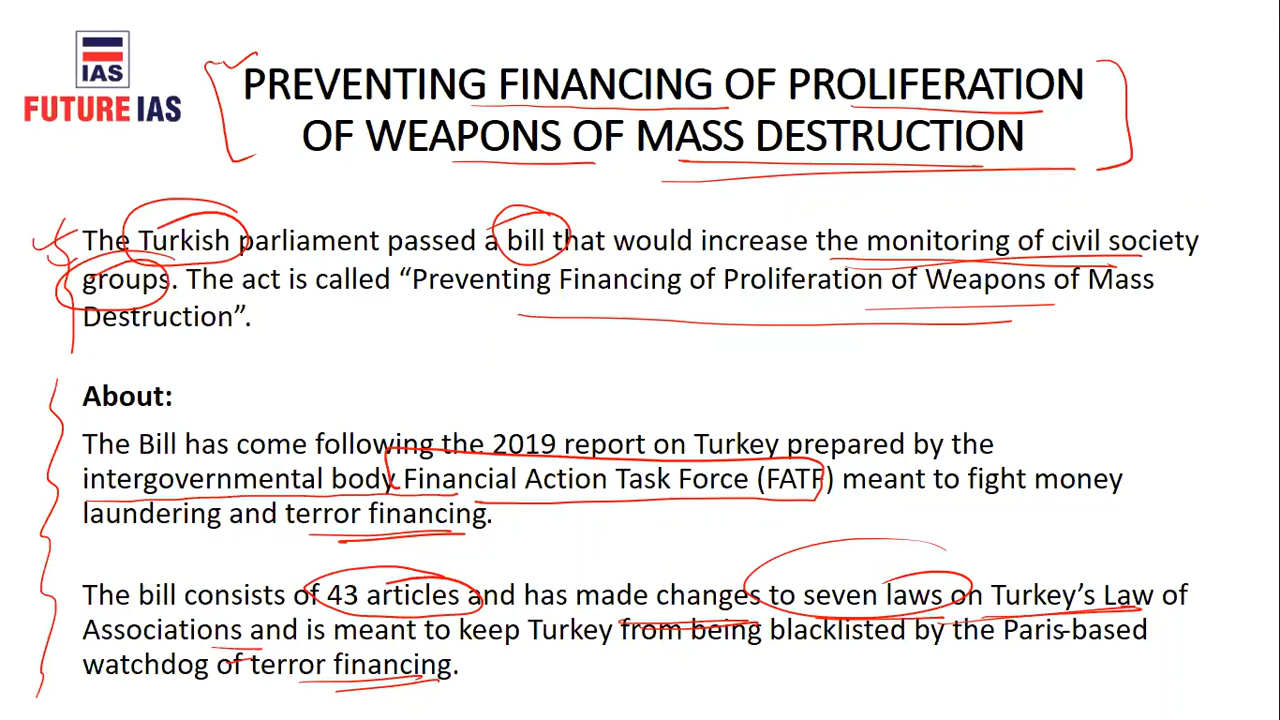 IAS
FUTURE IAS
PREVENTING FINANCING OF PROLIFERATION
OF WEAPONS OF MASS DESTRUCTION
The Turkish parliament passed a bill that would increase the monitoring of civil society
groups. The act is called “Preventing Financing of Proliferation of Weapons of Mass
Destruction”.
About:
The Bill has come following the 2019 report on Turkey prepared by the
intergovernmental body Financial Action Task Force (FATF) meant to fight money
laundering and terror financing.
The bill consists of 43 articles and has made changes to seven laws on Turkey’s Law of
Associations and is meant to keep Turkey from being blacklisted by the Paris-based
watchdog of terror financing.